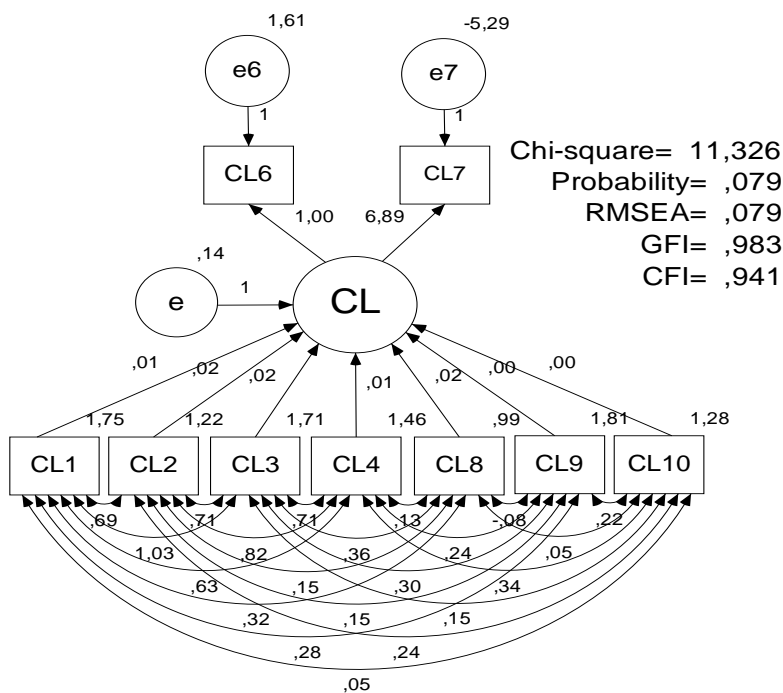 1,61
-5,29
e6
e7
1
1
CL6
CL7
Chi-square= 11,326
Probability= ,079
RMSEA= ,079
GFI= ,983
CFI= ,941
1,00
6,89
,14
e
1
CL
,01
,02
,02
,01
,02
,00
,00
1,75
1,22
1,71
1,46
,99
1,81
1,28
CL1
CL2
CL3
CL4
CL8
CL9
CL10
,69
,71
,71
,13
-,08
,22
1,03
,82
,36
,24
,05
,63
,15
,30
,34
,32
,15
,15
,28
,24
,05